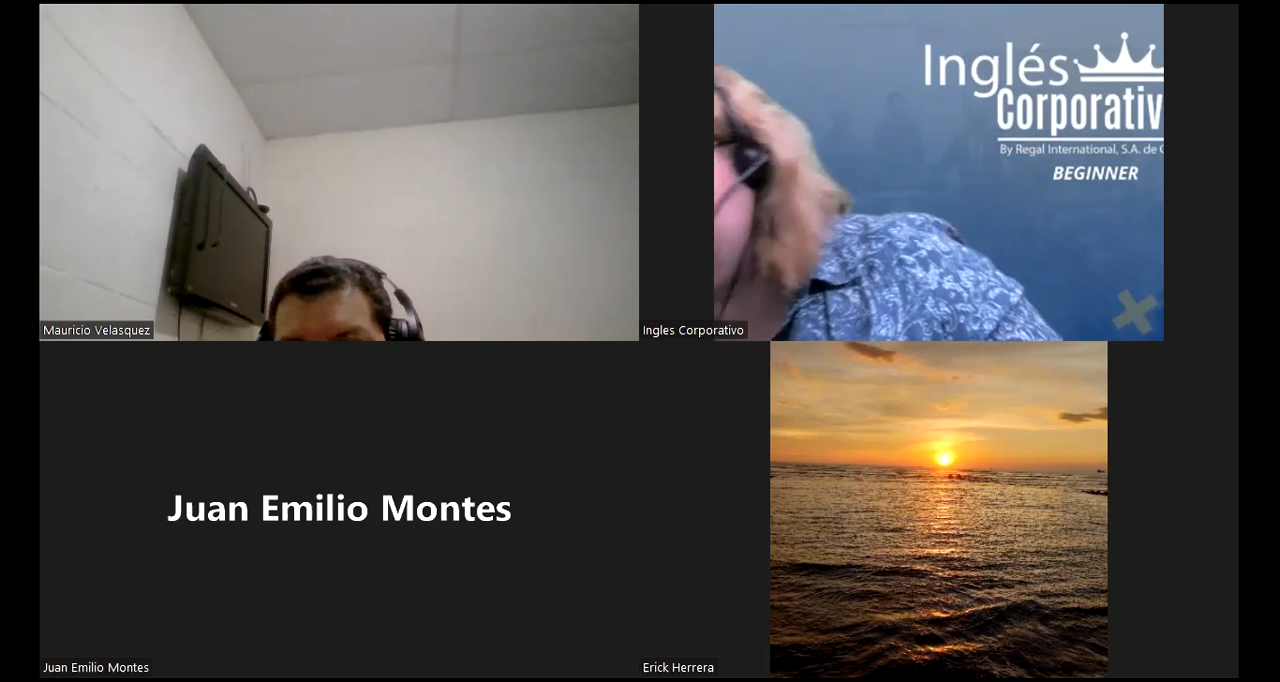 Inglés
Corporativ
By Regal International, S.A. de C
BEGINNER
Mauricio Velasquez
Ingles Corporativo
Juan Emilio Montes
Juan Emilio Montes
Erick Herrera